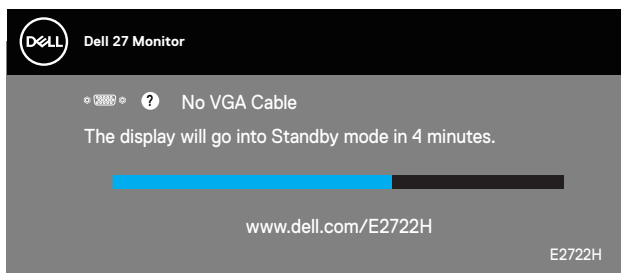 DELL
Dell 27 Monitor
? No VGA Cable
The display will go into Standby mode in 4 minutes.
www.dell.com/E2722H
E2722H